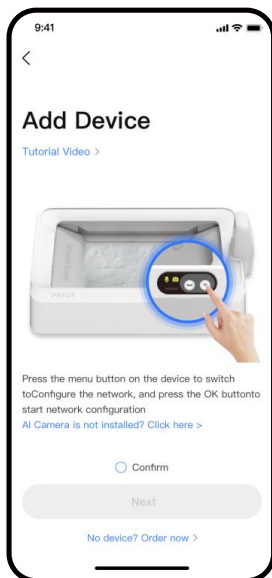 9:41
Add Device
Tutorial Video >
PETGUGU
Press the menu button on the device to switch
toConfigure the network, and press the OK buttonto
start network configuration
AI Camera is not installed? Click here >
Confirm
Next
No device? Order now >